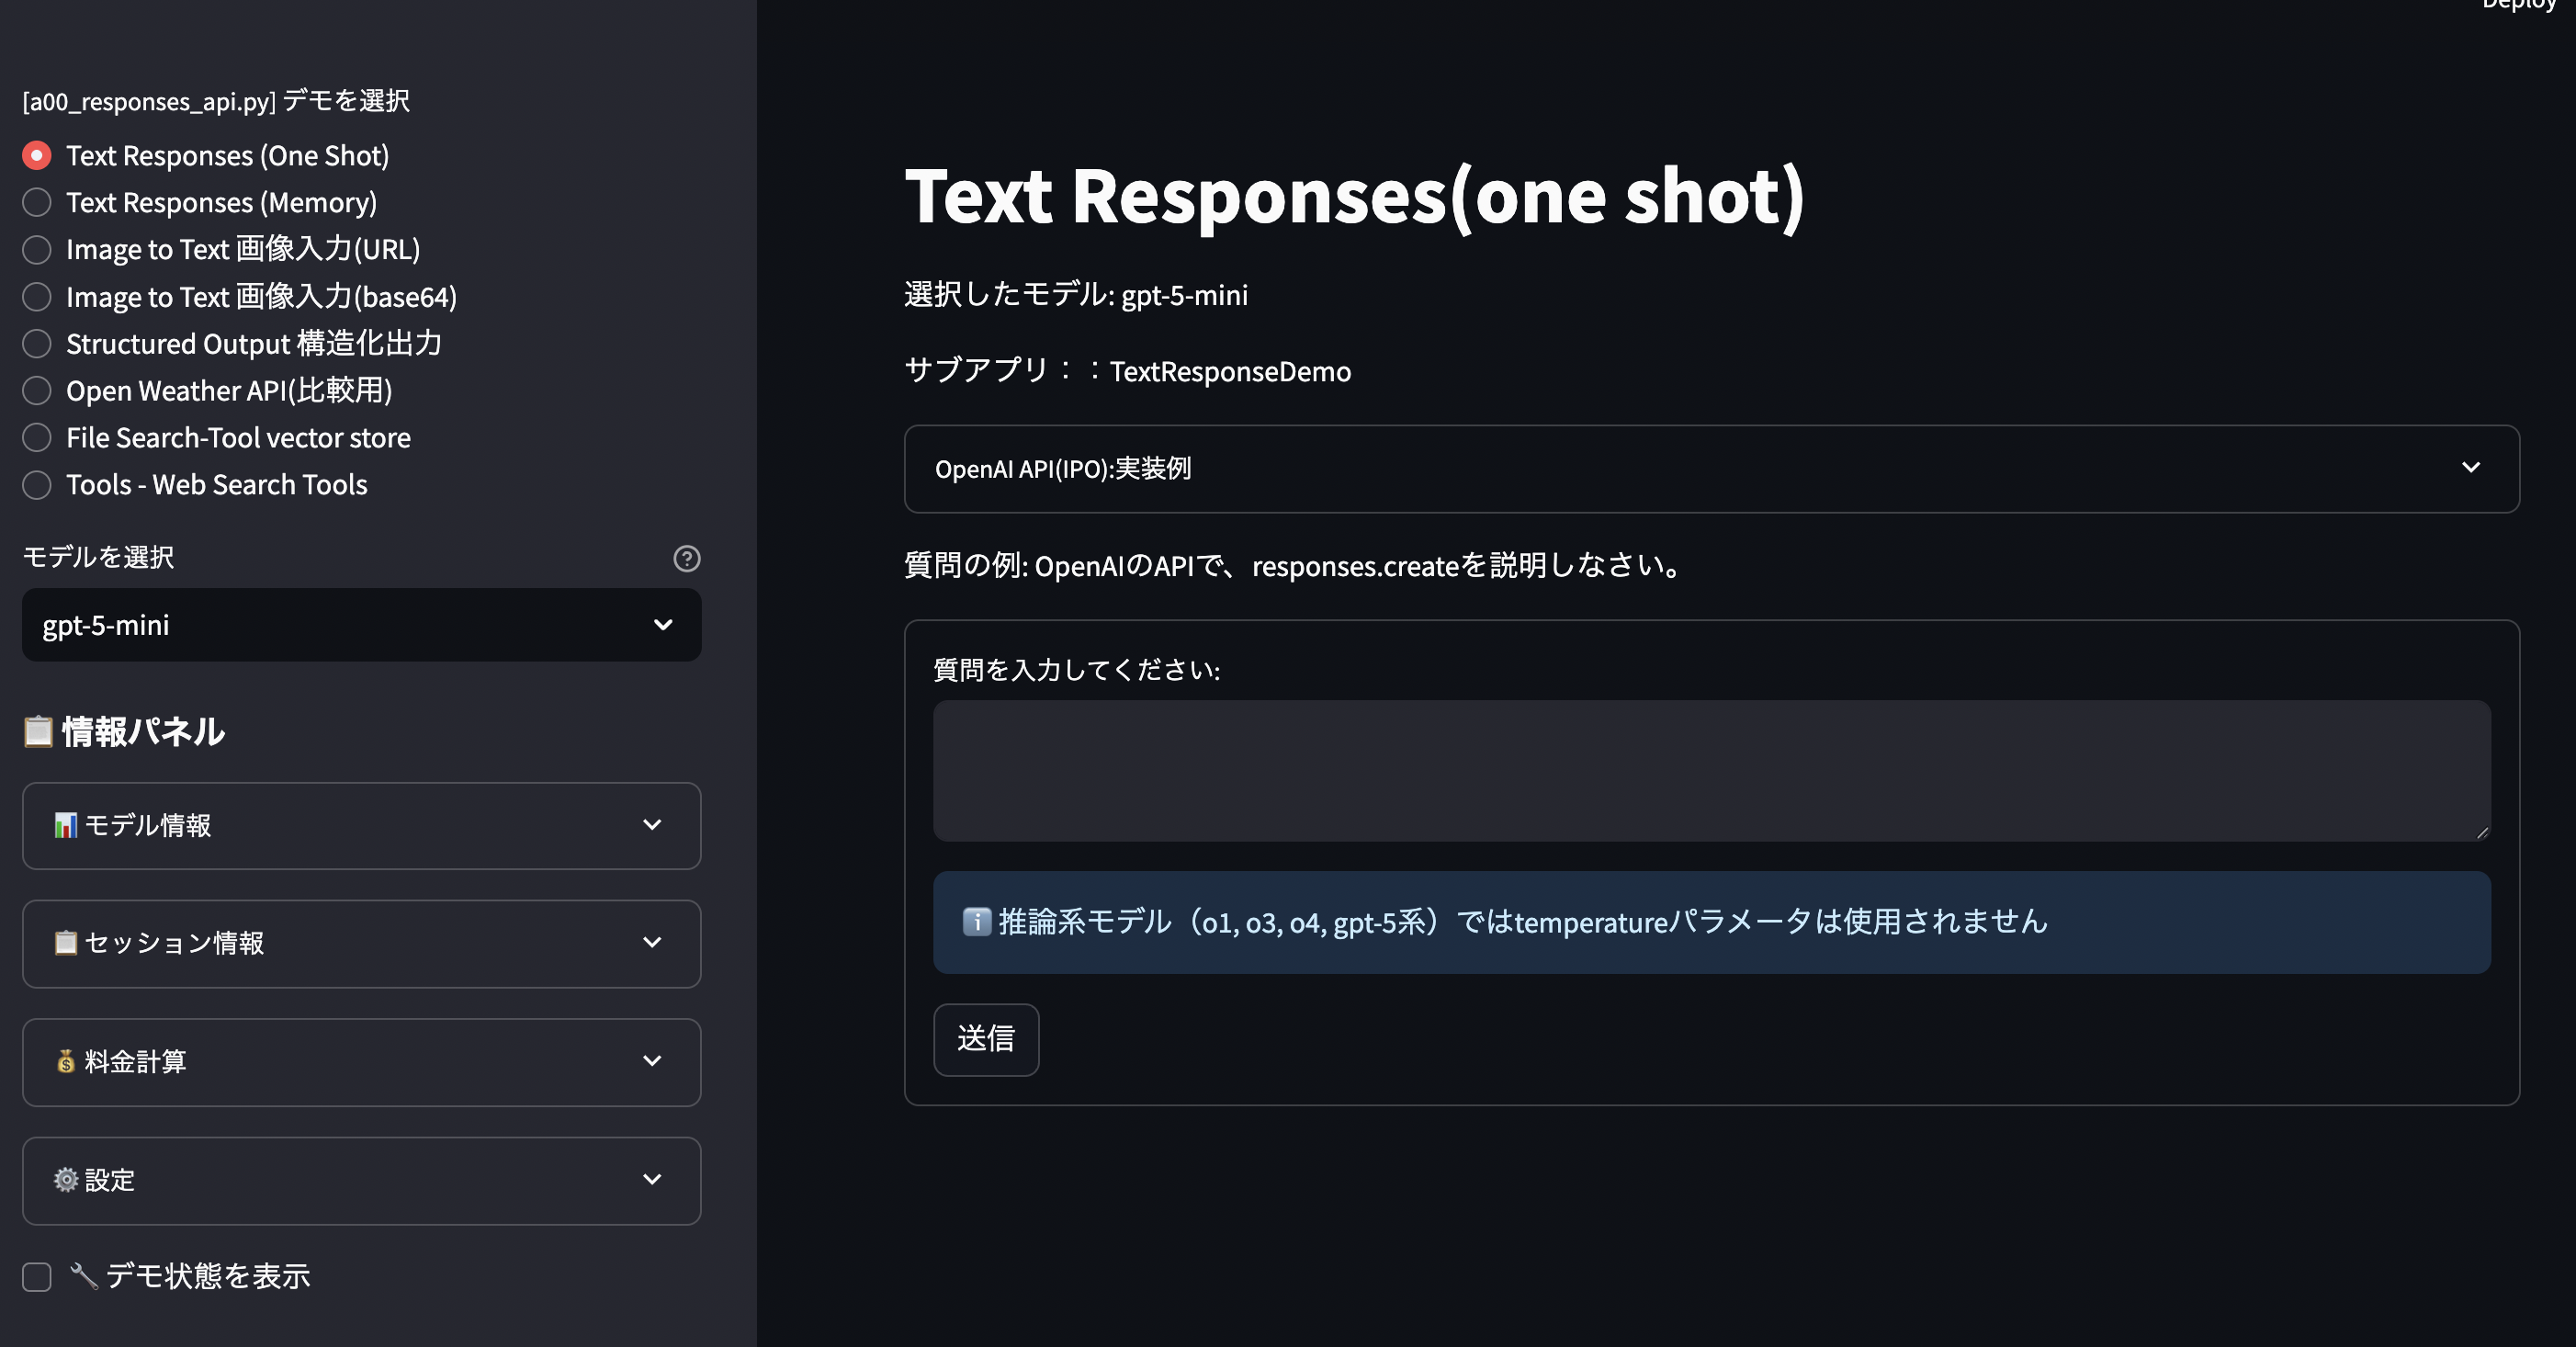 Deploy
[a00_responses_api.py] デモを選択
Text Responses (One Shot)
Text Responses (Memory)
Image to Text 画像入力(URL)
Image to Text 画像入力(base64)
Structured Output 構造化出力
Open Weather API(比較用)
File Search-Tool vector store
Tools - Web Search Tools
モデルを選択
gpt-5-mini
📋 情報パネル
📊 モデル情報
📋 セッション情報
💰 料金計算
⚙️ 設定
🔧 デモ状態を表示
Text Responses(one shot)
選択したモデル: gpt-5-mini
サブアプリ：：TextResponseDemo
OpenAI API(IPO):実装例
質問の例: OpenAIのAPIで、responses.createを説明しなさい。
質問を入力してください:
ℹ️ 推論系モデル（o1, o3, o4, gpt-5系）ではtemperatureパラメータは使用されません
送信